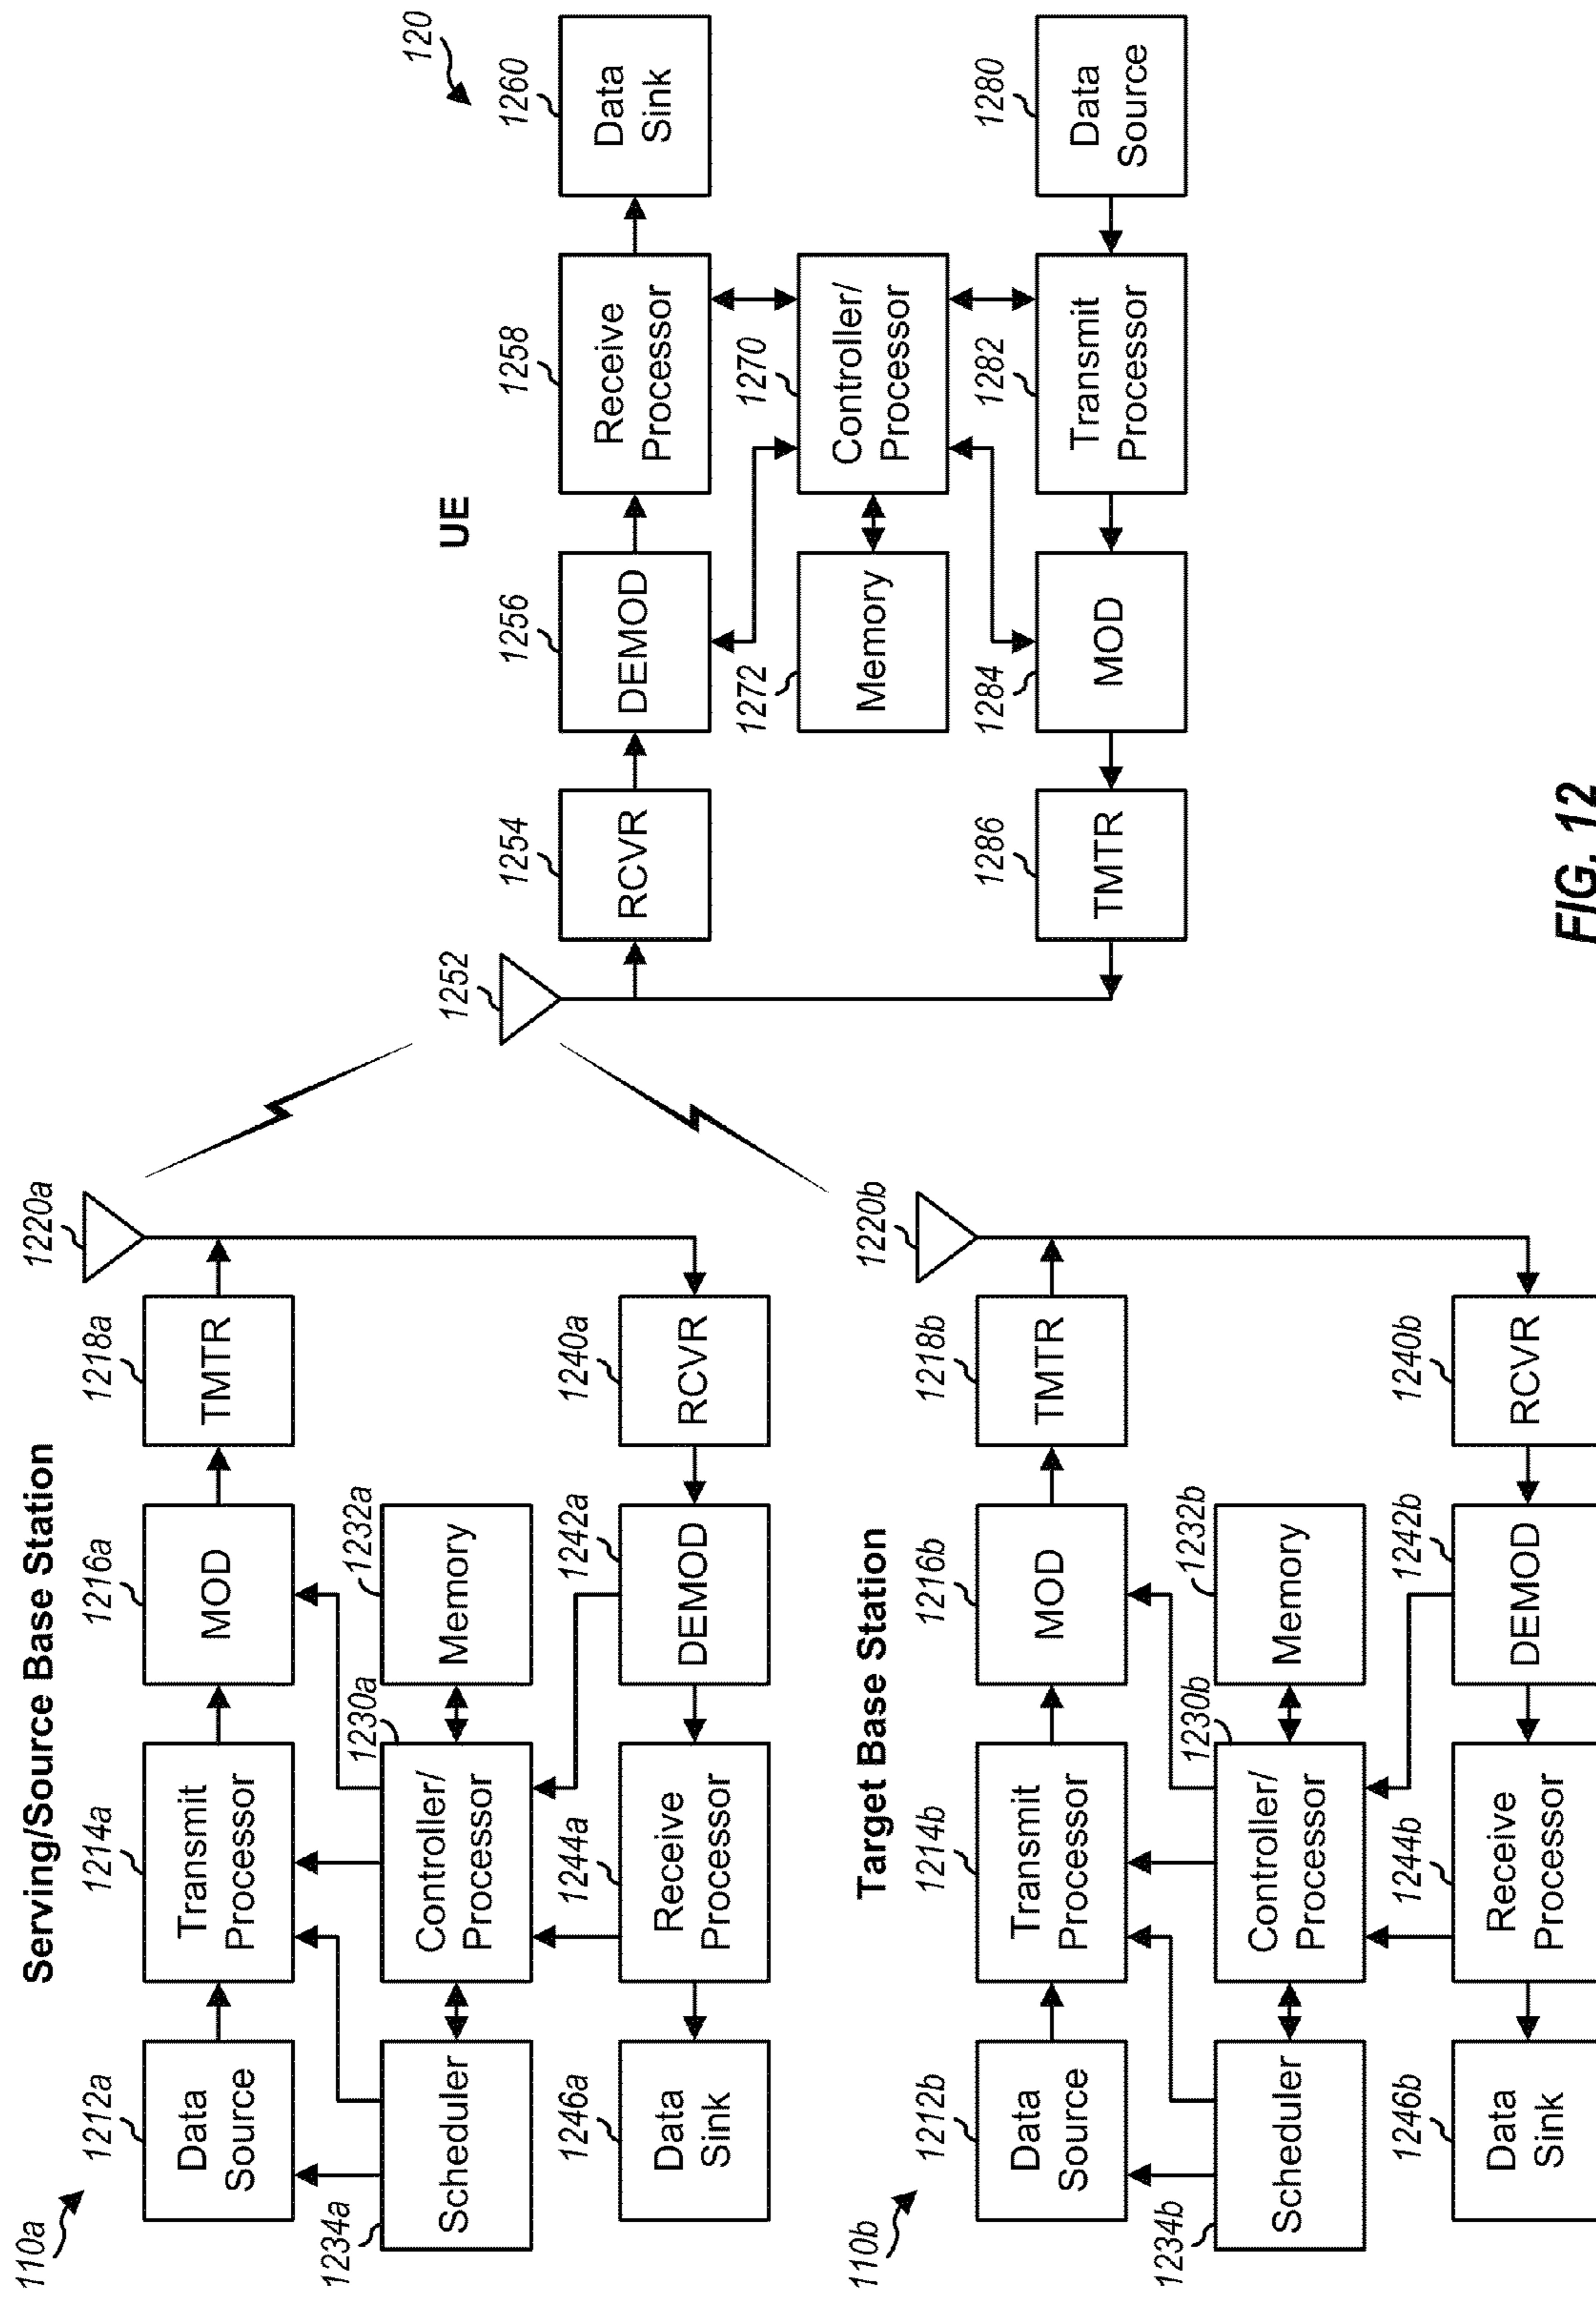 Serving/Source Base Station
110a
1212a
Data
Source
1214a
Transmit
Processor
1216a
MOD
1218a
TMTR
1220a
1234a
Scheduler
1230a
Controller/
Processor
1232a
Memory
1246a
Data
Sink
1244a
Receive
Processor
1242a
DEMOD
1240a
RCVR
Target Base Station
110b
1212b
Data
Source
1214b
Transmit
Processor
1216b
MOD
1218b
TMTR
1220b
1234b
Scheduler
1230b
Controller/
Processor
1232b
Memory
1246b
Data
Sink
1244b
Receive
Processor
1242b
DEMOD
1240b
RCVR
UE
120
1252
1254
RCVR
1256
DEMOD
1258
Receive
Processor
1260
Data
Sink
1272
Memory
1270
Controller/
Processor
1286
TMTR
1284
MOD
1282
Transmit
Processor
1280
Data
Source
FIG. 12